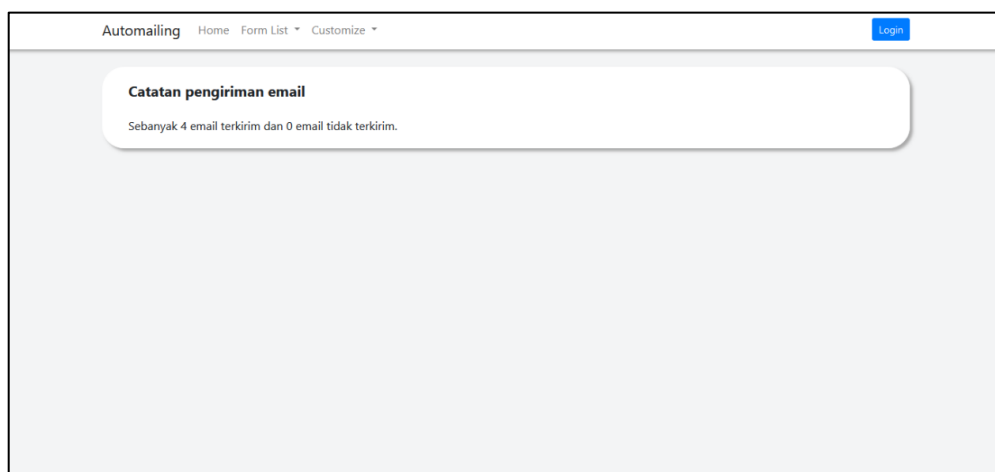 Automailing Home Form List Customize Login
Catatan pengiriman email
Sebanyak 4 email terkirim dan 0 email tidak terkirim.